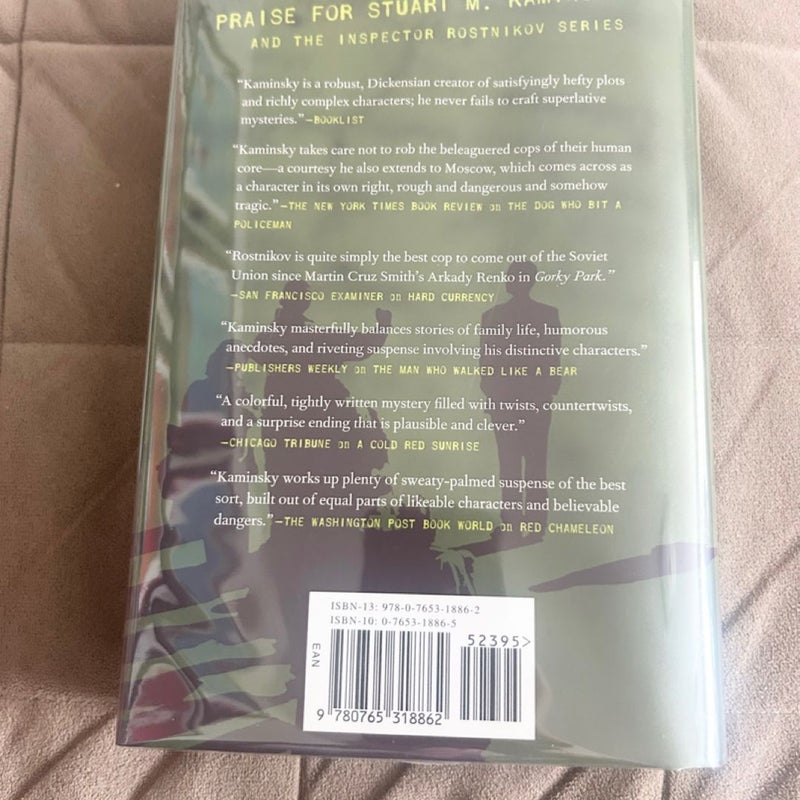 PRAISE FOR STUART M.
AND THE INSPECTOR ROSTNIKOV SERIES
“Kaminsky is a robust, Dickensian creator of satisfyingly hefty plots
and richly complex characters; he never fails to craft superlative
mysteries.”—BOOKLIST
“Kaminsky takes care not to rob the beleaguered cops of their human
core—a courtesy he also extends to Moscow, which comes across as
a character in its own right, rough and dangerous and somehow
tragic.”—THE NEW YORK TIMES BOOK REVIEW on THE DOG WHO BIT A
POLICEMAN
“Rostnikov is quite simply the best cop to come out of the Soviet
Union since Martin Cruz Smith's Arkady Renko in Gorky Park.”
—SAN FRANCISCO EXAMINER on HARD CURRENCY
“Kaminsky masterfully balances stories of family life, humorous
anecdotes, and riveting suspense involving his distinctive characters.”
—PUBLISHERS WEEKLY on THE MAN WHO WALKED LIKE A BEAR
“A colorful, tightly written mystery filled with twists, countertwists,
and a surprise ending that is plausible and clever.”
—CHICAGO TRIBUNE on A COLD RED SUNRISE
“Kaminsky works up plenty of sweaty-palmed suspense of the best
sort, built out of equal parts of likeable characters and believable
dangers.”—THE WASHINGTON POST BOOK WORLD on RED CHAMELEON
ISBN-13: 978-0-7653-1886-2
ISBN-10: 0-7653-1886-5
52395>
EAN
9 780765 318862